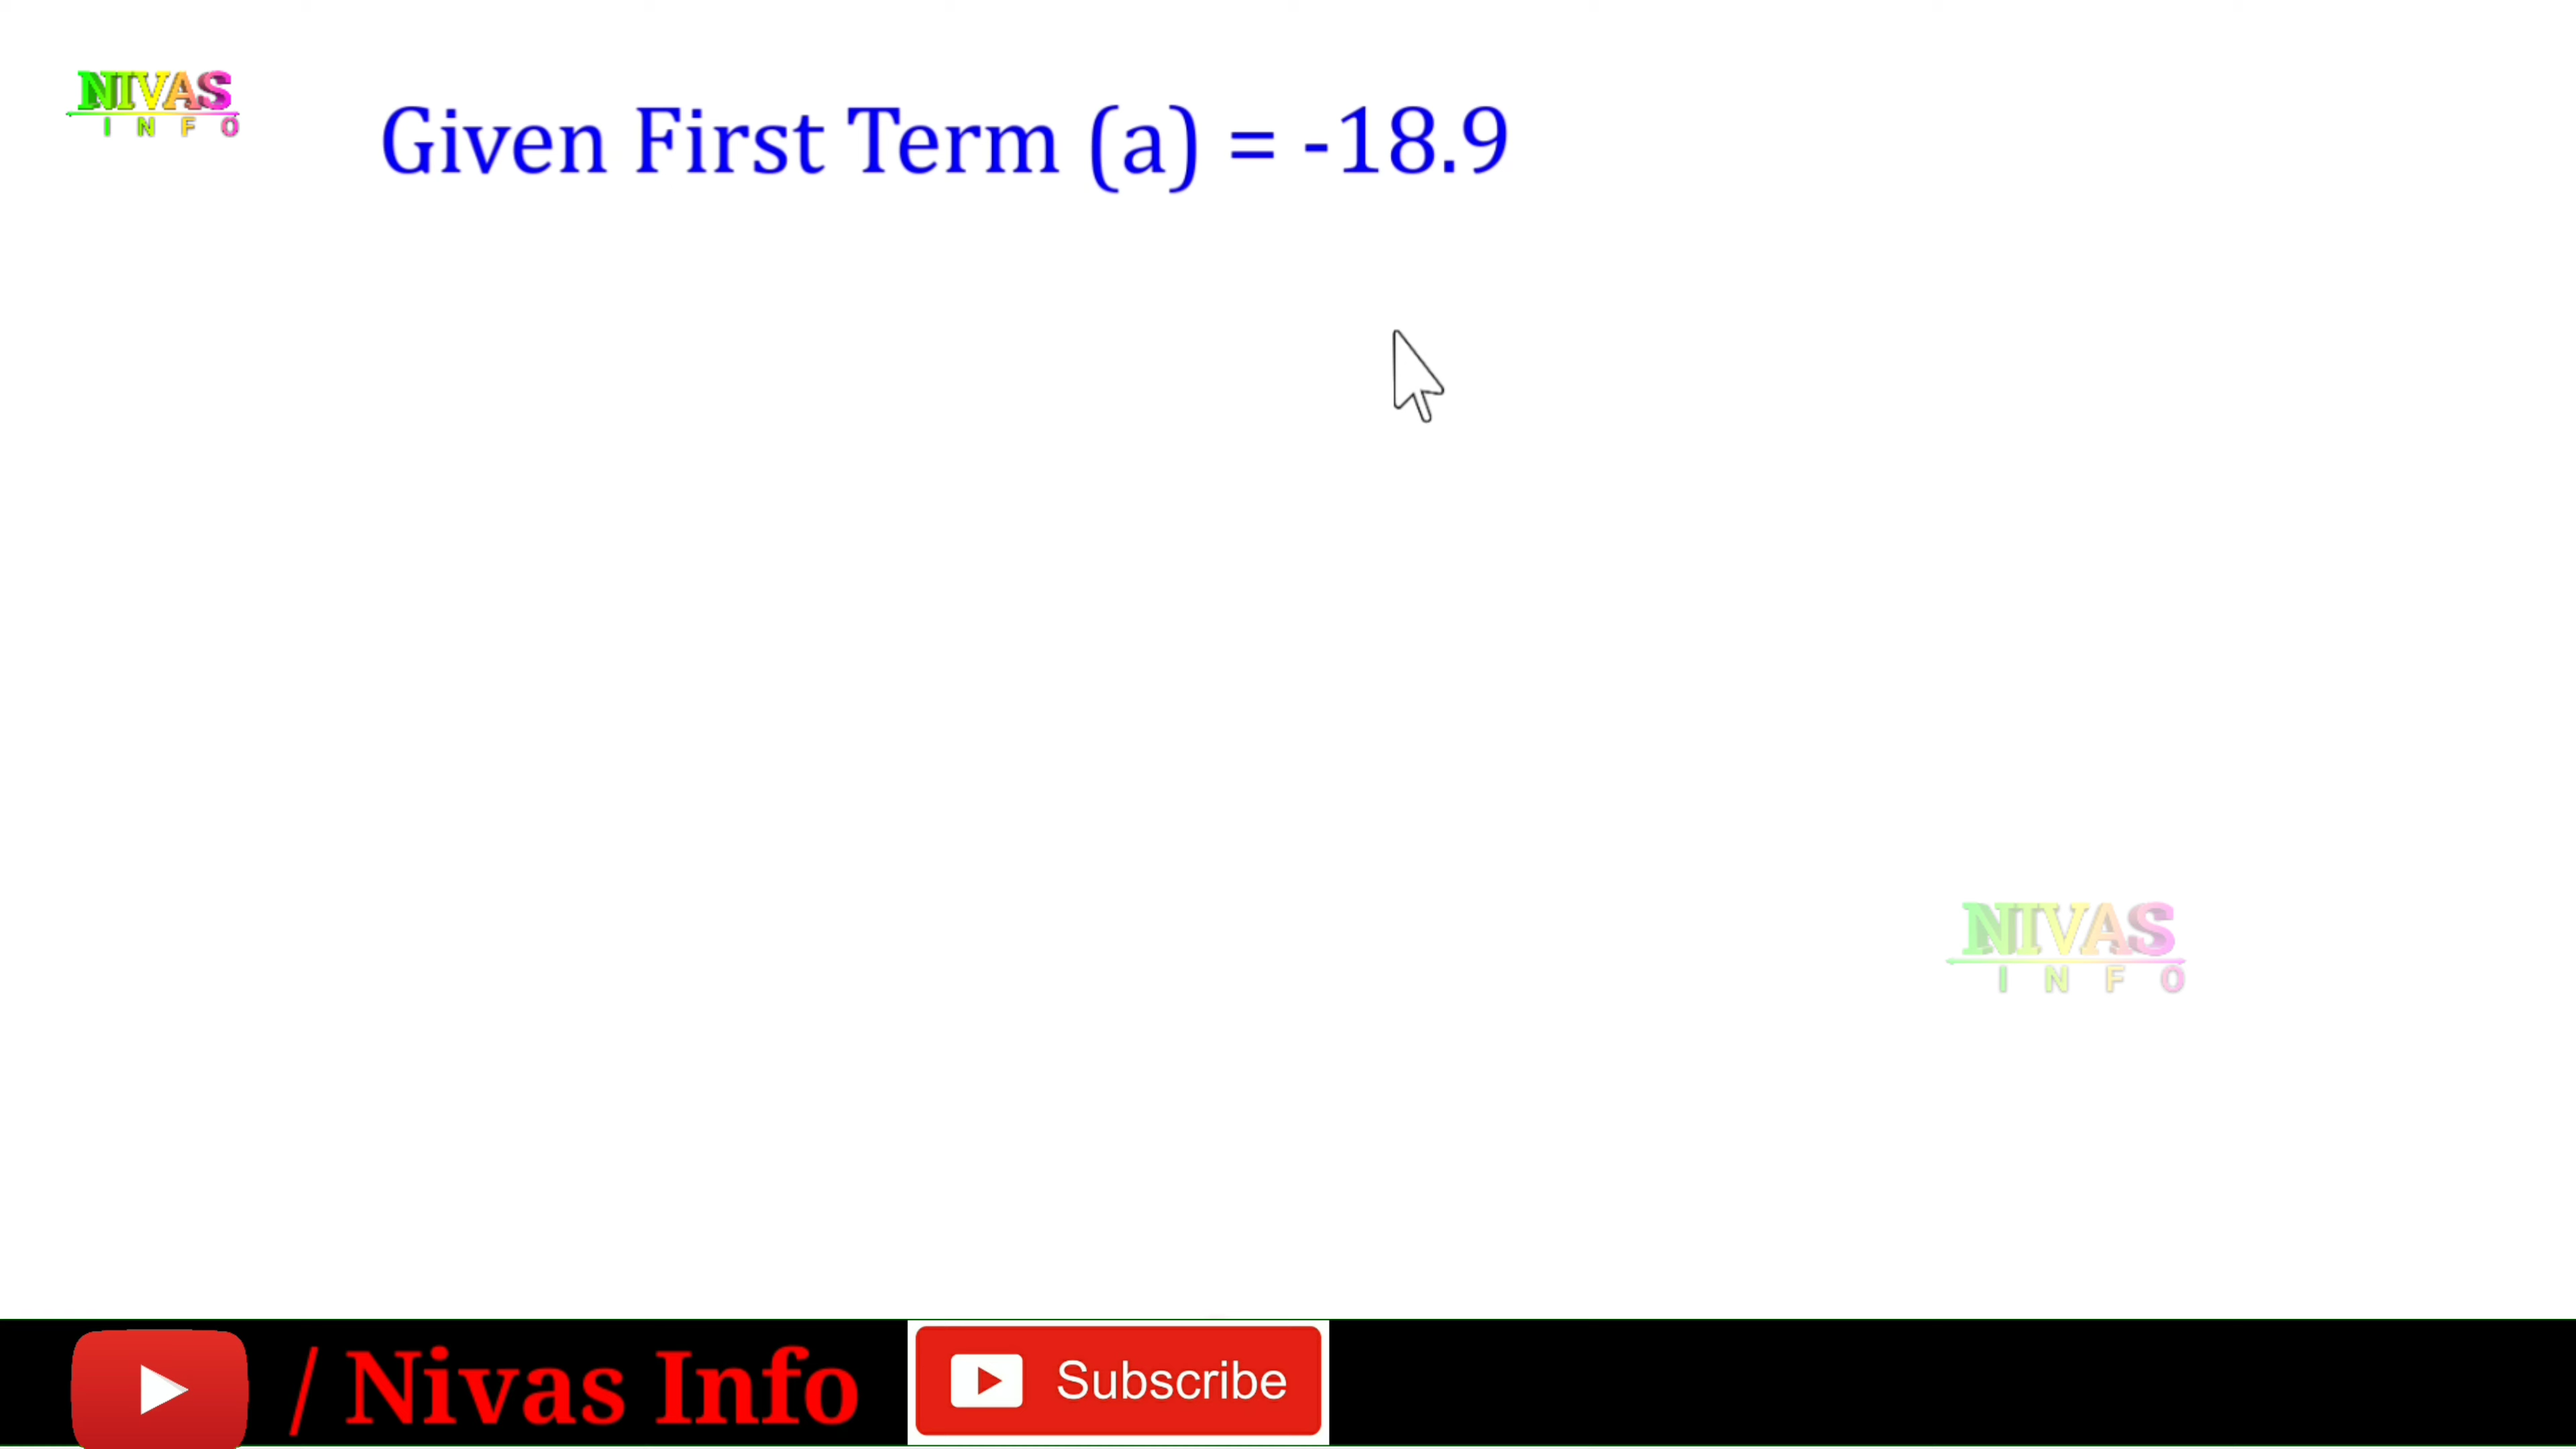 NIVAS
INFO
Given First Term (a) = -18.9
NIVAS
INFO
/ Nivas Info
Subscribe